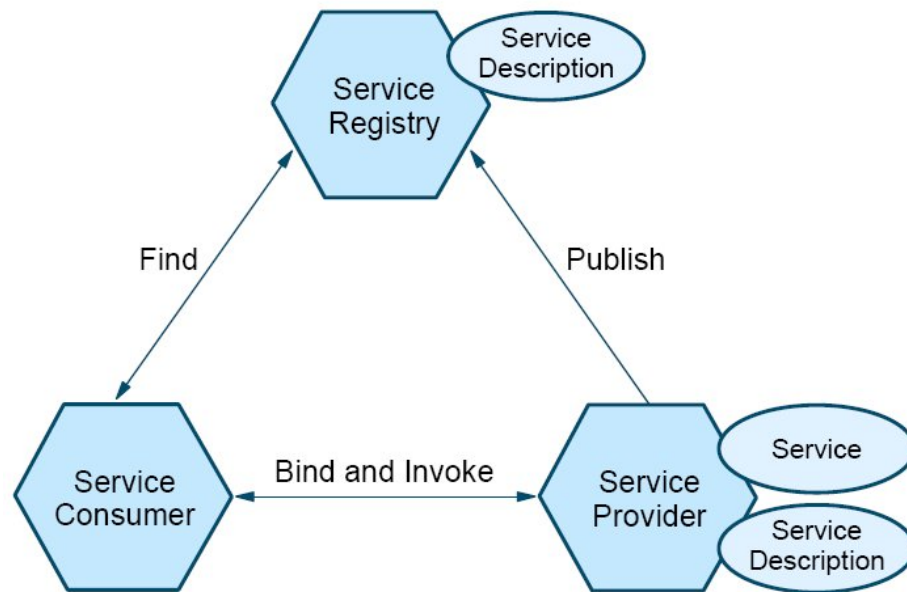 Service
Description
Service
Registry
Find
Publish
Bind and Invoke
Service
Consumer
Service
Provider
Service
Service
Description